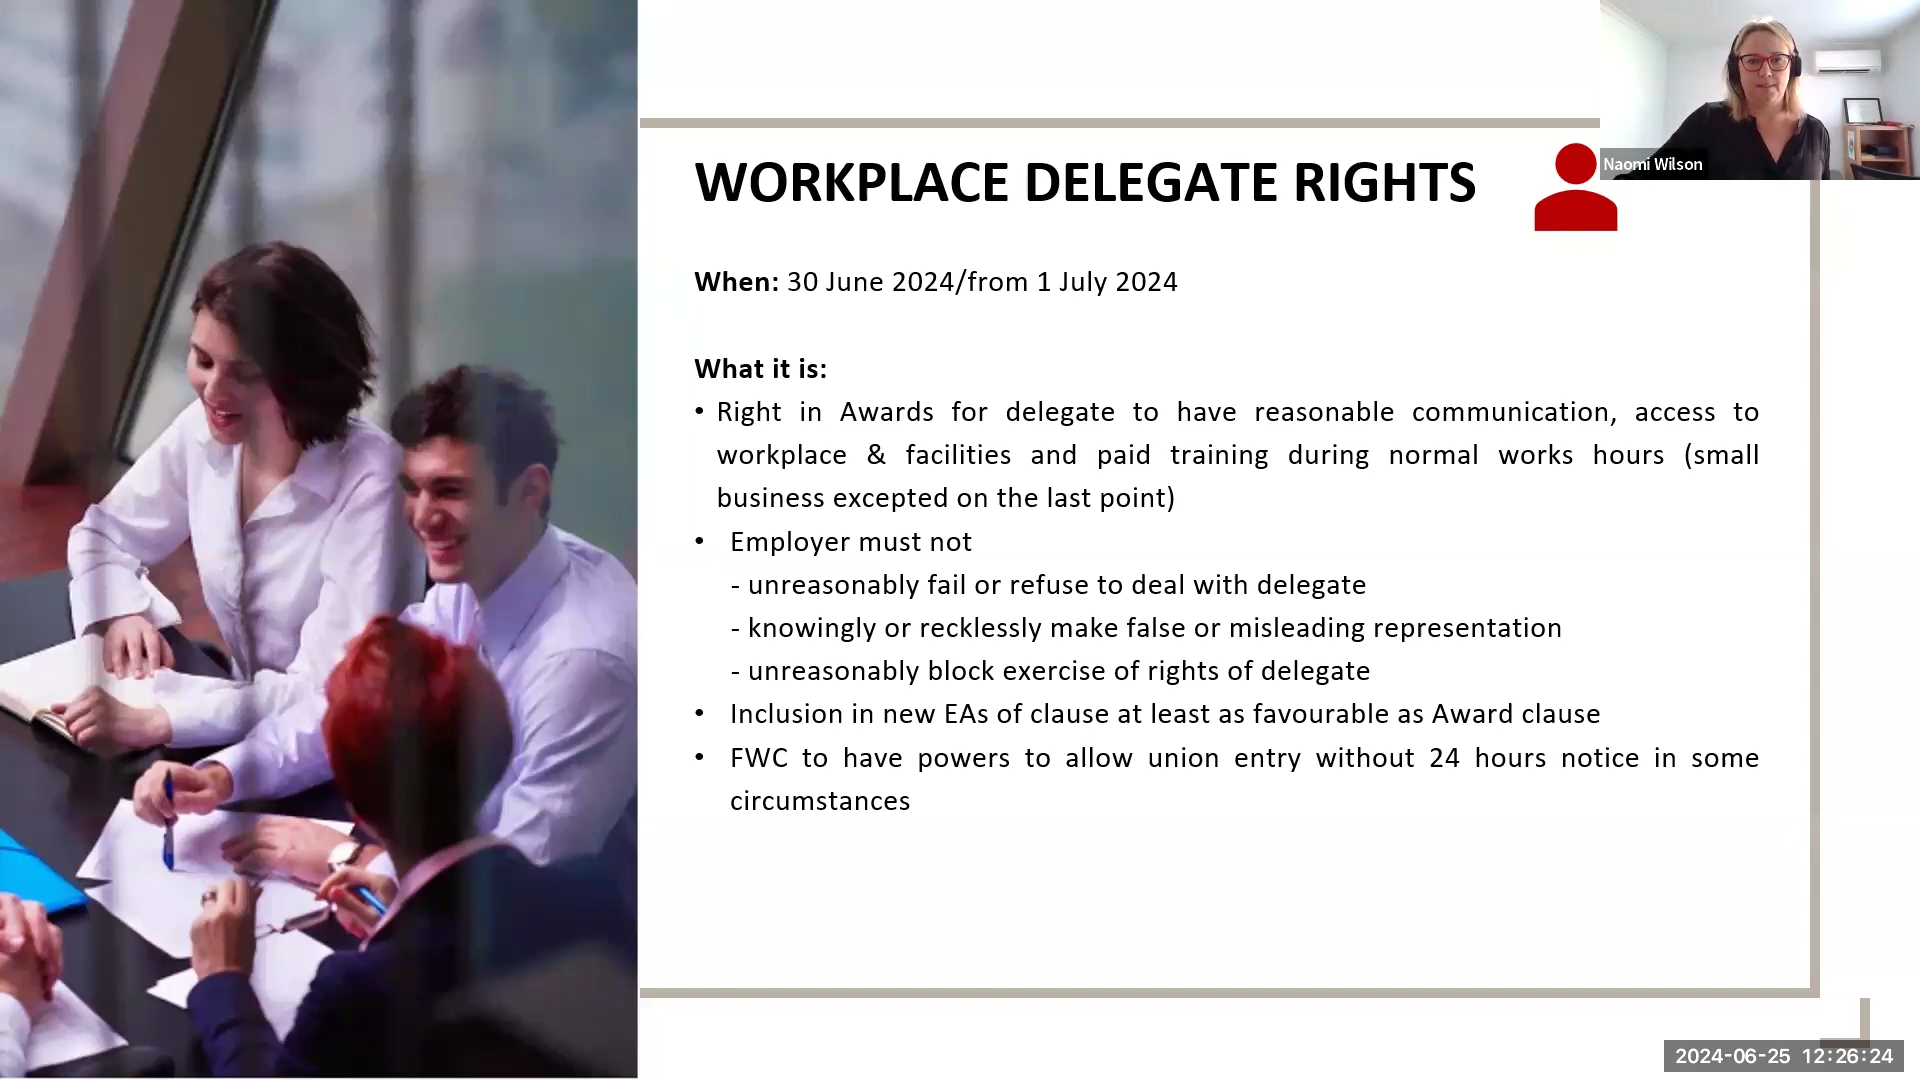 Naomi Wilson
WORKPLACE DELEGATE RIGHTS
When: 30 June 2024/from 1 July 2024
What it is:
• Right in Awards for delegate to have reasonable communication, access to
workplace & facilities and paid training during normal works hours (small
business excepted on the last point)
• Employer must not
- unreasonably fail or refuse to deal with delegate
- knowingly or recklessly make false or misleading representation
- unreasonably block exercise of rights of delegate
• Inclusion in new EAs of clause at least as favourable as Award clause
• FWC to have powers to allow union entry without 24 hours notice in some
circumstances
2024-06-25 12:26:24